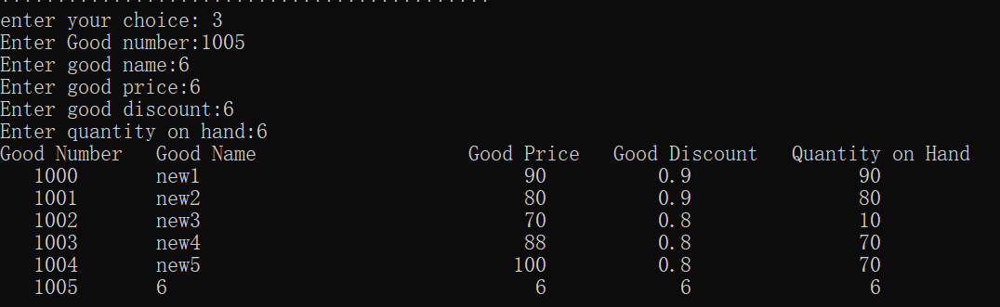 enter your choice: 3
Enter Good number:1005
Enter good name:6
Enter good price:6
Enter good discount:6
Enter quantity on hand:6
Good Number Good Name Good Price Good Discount Quantity on Hand
1000 new1 90 0.9 90
1001 new2 80 0.9 80
1002 new3 70 0.8 10
1003 new4 88 0.8 70
1004 new5 100 0.8 70
1005 6 6 6 6